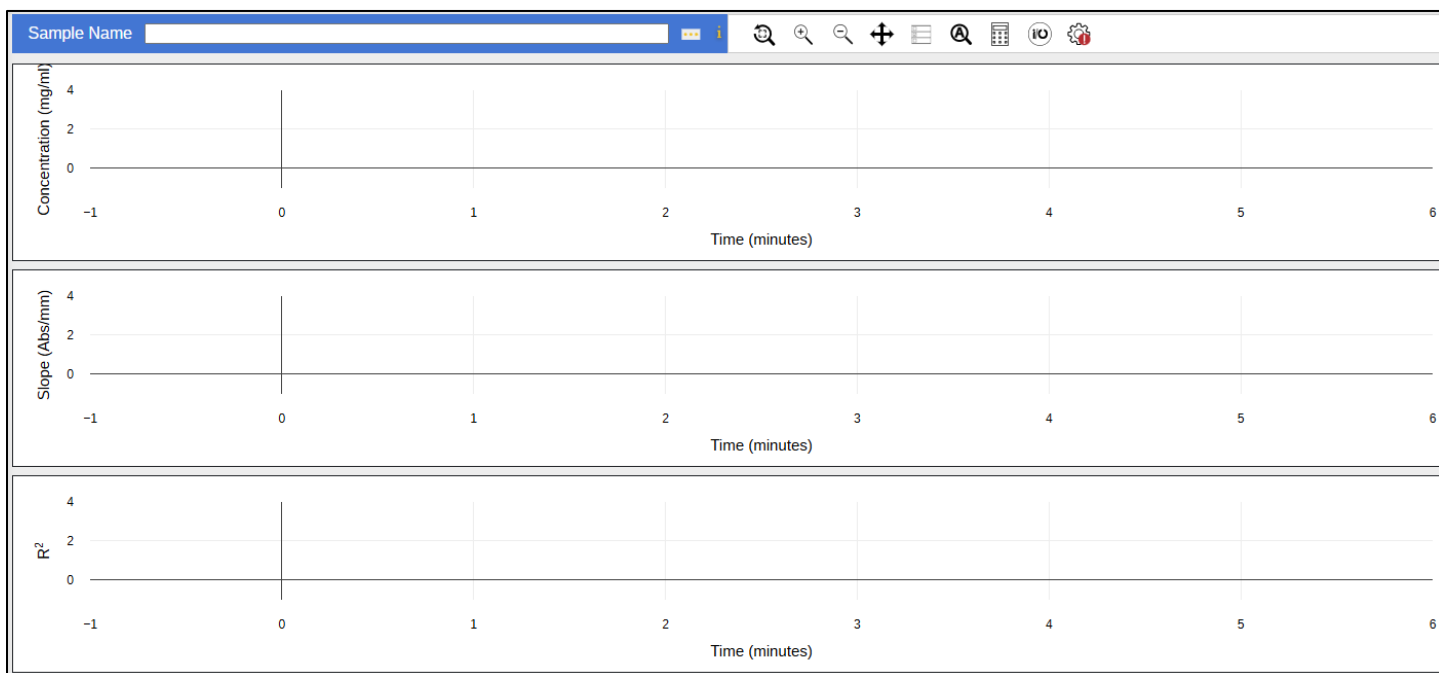 Sample Name
i
A
I/O
Concentration (mg/ml)
4
2
0
−1 0 1 2 3 4 5 6
Time (minutes)
Slope (Abs/mm)
4
2
0
−1 0 1 2 3 4 5 6
Time (minutes)
R²
4
2
0
−1 0 1 2 3 4 5 6
Time (minutes)